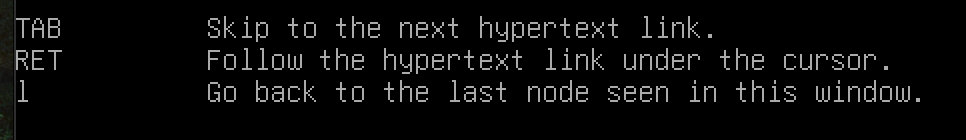 TAB Skip to the next hypertext link.
RET Follow the hypertext link under the cursor.
l Go back to the last node seen in this window.